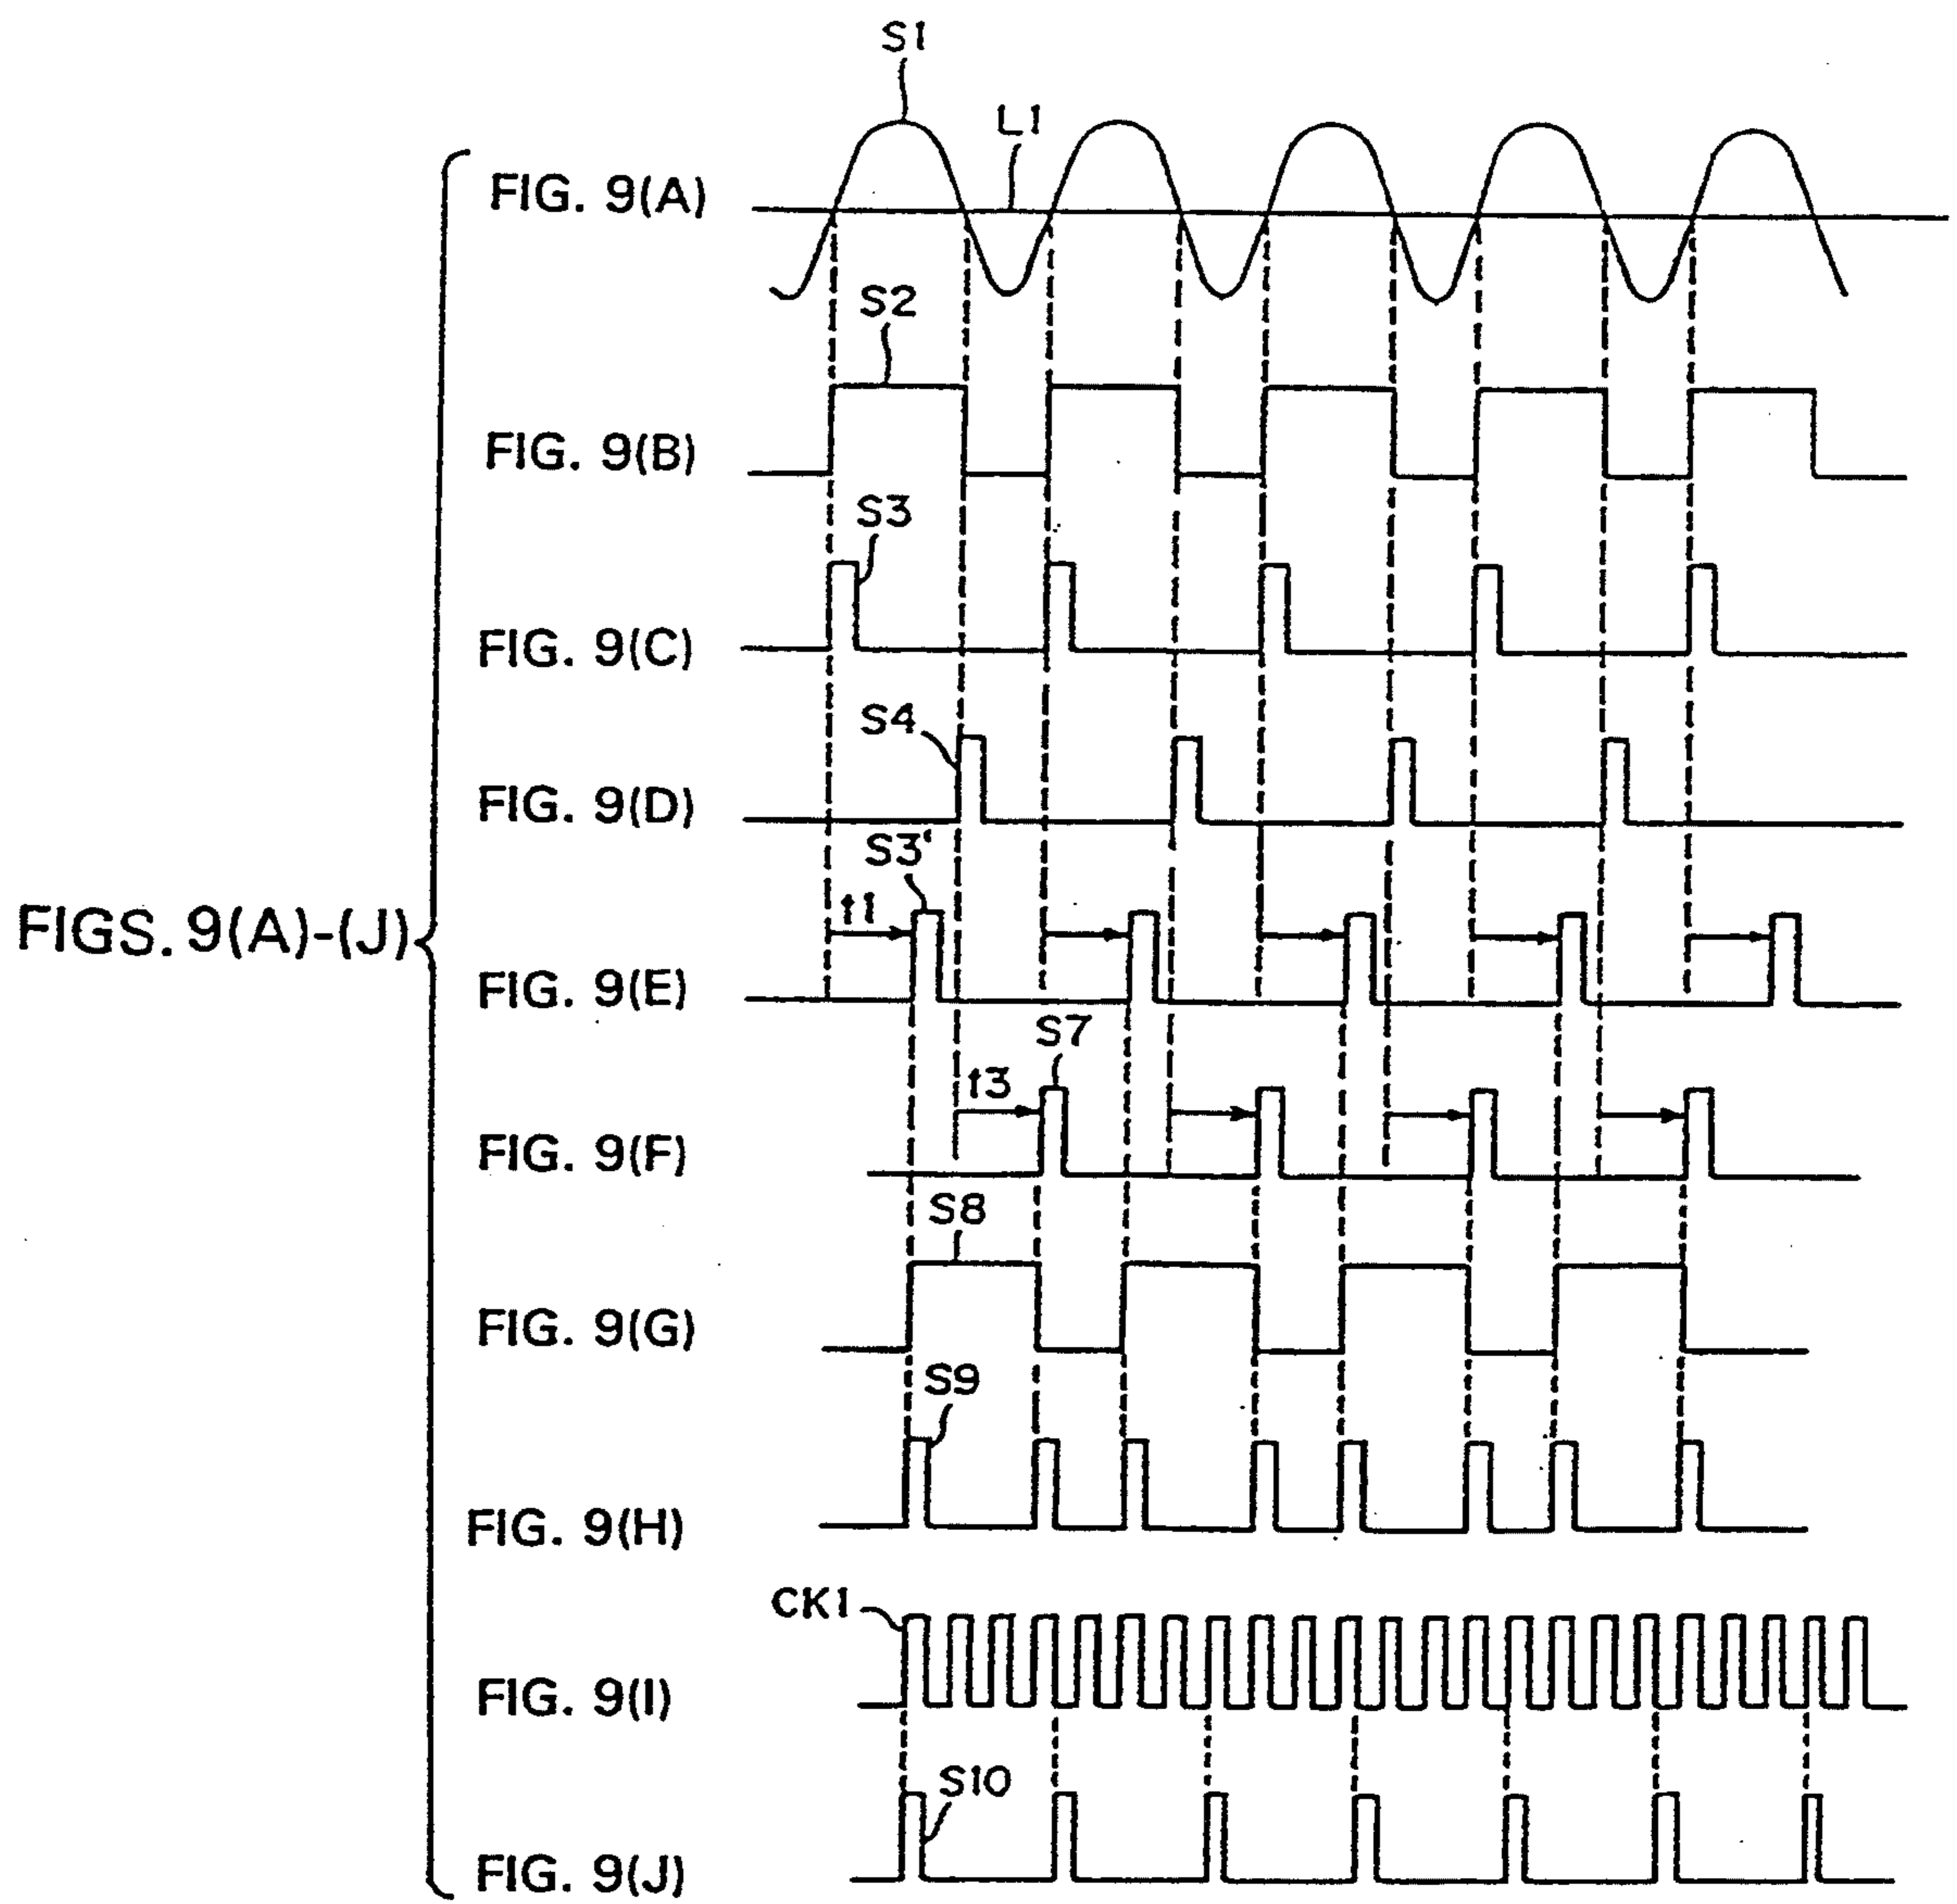 S1
L1
FIG. 9(A)
S2
FIG. 9(B)
S3
FIG. 9(C)
S4
FIG. 9(D)
S3'
t1
FIGS. 9(A)-(J)
FIG. 9(E)
S7
t3
FIG. 9(F)
S8
FIG. 9(G)
S9
FIG. 9(H)
CK1
FIG. 9(I)
S10
FIG. 9(J)